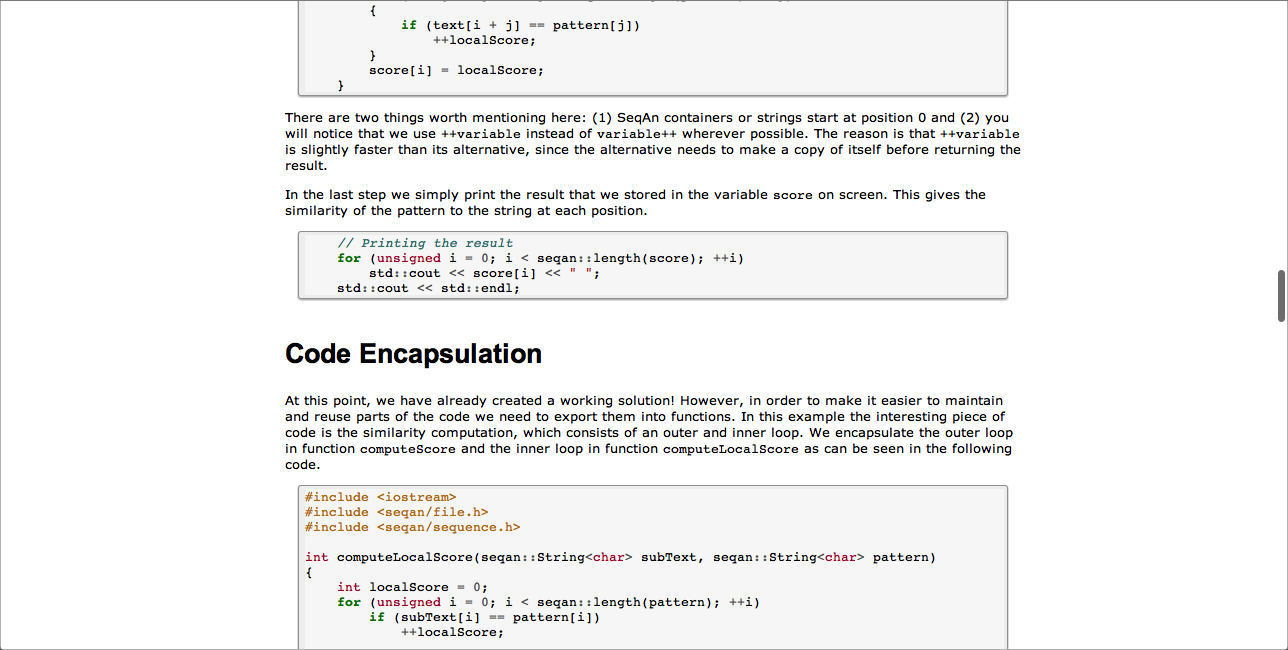 {
if (text[i + j] == pattern[j])
++localScore;
}
score[i] = localScore;
}
There are two things worth mentioning here: (1) SeqAn containers or strings start at position 0 and (2) you
will notice that we use ++variable instead of variable++ wherever possible. The reason is that ++variable
is slightly faster than its alternative, since the alternative needs to make a copy of itself before returning the
result.
In the last step we simply print the result that we stored in the variable score on screen. This gives the
similarity of the pattern to the string at each position.
// Printing the result
for (unsigned i = 0; i < seqan::length(score); ++i)
std::cout << score[i] << " ";
std::cout << std::endl;
Code Encapsulation
At this point, we have already created a working solution! However, in order to make it easier to maintain
and reuse parts of the code we need to export them into functions. In this example the interesting piece of
code is the similarity computation, which consists of an outer and inner loop. We encapsulate the outer loop
in function computeScore and the inner loop in function computeLocalScore as can be seen in the following
code.
#include <iostream>
#include <seqan/file.h>
#include <seqan/sequence.h>
int computeLocalScore(seqan::String<char> subText, seqan::String<char> pattern)
{
int localScore = 0;
for (unsigned i = 0; i < seqan::length(pattern); ++i)
if (subText[i] == pattern[i])
++localScore;